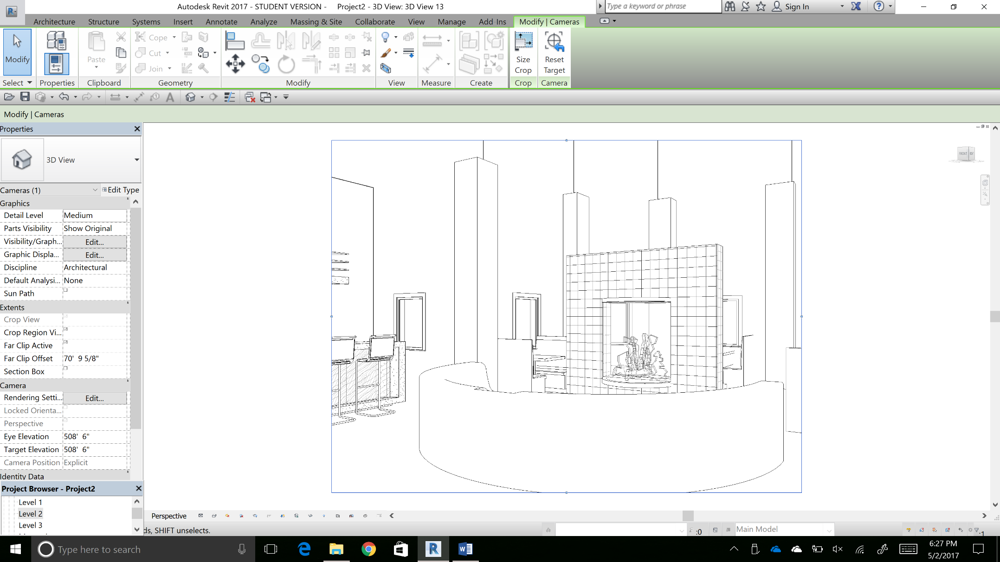 Autodesk Revit 2017 - STUDENT VERSION - Project2 - 3D View: 3D View 13
Type a keyword or phrase
Sign In
Architecture Structure Systems Insert Annotate Analyze Massing & Site Collaborate View Manage Add-Ins Modify | Cameras
Modify
Paste
Cope
Cut
Join
Size
Crop
Reset
Target
Select Properties Clipboard Geometry Modify View Measure Create Crop Camera
Modify | Cameras
Properties
3D View
Cameras (1) Edit Type
Graphics
Detail Level Medium
Parts Visibility Show Original
Visibility/Graph... Edit...
Graphic Displa... Edit...
Discipline Architectural
Default Analysi... None
Sun Path
Extents
Crop View
Crop Region Vi...
Far Clip Active
Far Clip Offset 70' 9 5/8"
Section Box
Camera
Rendering Setti... Edit...
Locked Orienta...
Perspective
Eye Elevation 508' 6"
Target Elevation 508' 6"
Camera Position Explicit
Identity Data
Project Browser - Project2
Level 1
Level 2
Level 3
FRONT
Perspective
ds, SHIFT unselects.
:0
Main Model
:1
Type here to search
6:27 PM
5/2/2017